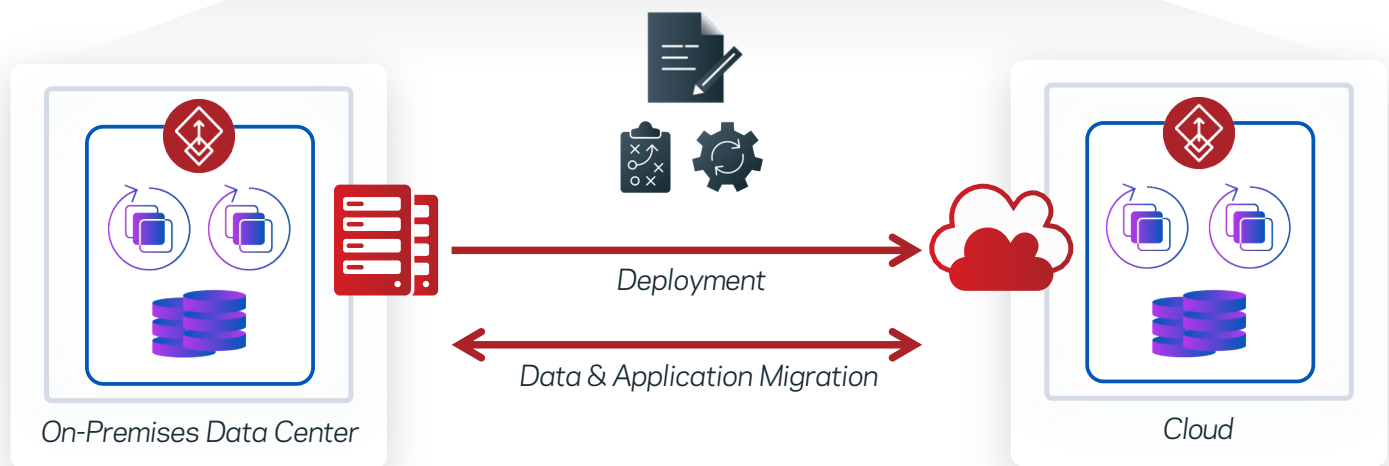 Deployment
Data & Application Migration
On-Premises Data Center
Cloud